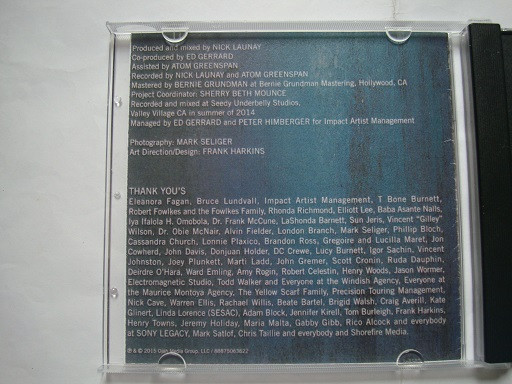 Produced and mixed by NICK LAUNAY
Co-produced by ED GERRARD
Assisted by ATOM GREENSPAN
Recorded by NICK LAUNAY and ATOM GREENSPAN
Mastered by BERNIE GRUNDMAN at Bernie Grundman Mastering, Hollywood, CA
Project Coordinator: SHERRY BETH MOUNCE
Recorded and mixed at Seedy Underbelly Studios,
Valley Village CA in summer of 2014
Managed by ED GERRARD and PETER HIMBERGER for Impact Artist Management
Photography: MARK SELIGER
Art Direction/Design: FRANK HARKINS
THANK YOU'S
Eleanora Fagan, Bruce Lundvall, Impact Artist Management, T Bone Burnett,
Robert Fowlkes and the Fowlkes Family, Rhonda Richmond, Elliott Lee, Baba Asante Nalls,
Iya Ifalola H. Omobola, Dr. Frank McCune, LaShonda Barnett, Sun Jeris, Vincent "Gilley"
Wilson, Dr. Obie McNair, Alvin Fielder, London Branch, Mark Seliger, Phillip Bloch,
Cassandra Church, Lonnie Plaxico, Brandon Ross, Gregoire and Lucilla Maret, Jon
Cowherd, John Davis, Donjuan Holder, DC Crewe, Lucy Burnett, Igor Sachin, Vincent
Johnston, Joey Plunkett, Marti Ladd, John Gremer, Scott Cronin, Ruda Dauphin,
Deirdre O'Hara, Ward Emling, Amy Rogin, Robert Celestin, Henry Woods, Jason Wormer,
Electromagnetic Studio, Todd Walker and Everyone at the Windish Agency, Everyone at
the Maurice Montoya Agency, The Yellow Scarf Family, Precision Touring Management,
Nick Cave, Warren Ellis, Rachael Willis, Beate Bartel, Brigid Walsh, Craig Averill, Kate
Glinert, Linda Lorence (SESAC), Adam Block, Jennifer Kirell, Tom Burleigh, Frank Harkins,
Henry Towns, Jeremy Holiday, Maria Malta, Gabby Gibb, Rico Alcock and everybody
at SONY LEGACY, Mark Satlof, Chris Taillie and everybody and Shorefire Media.
℗ & © 2015 Ojah Media Group, LLC / 88875063622